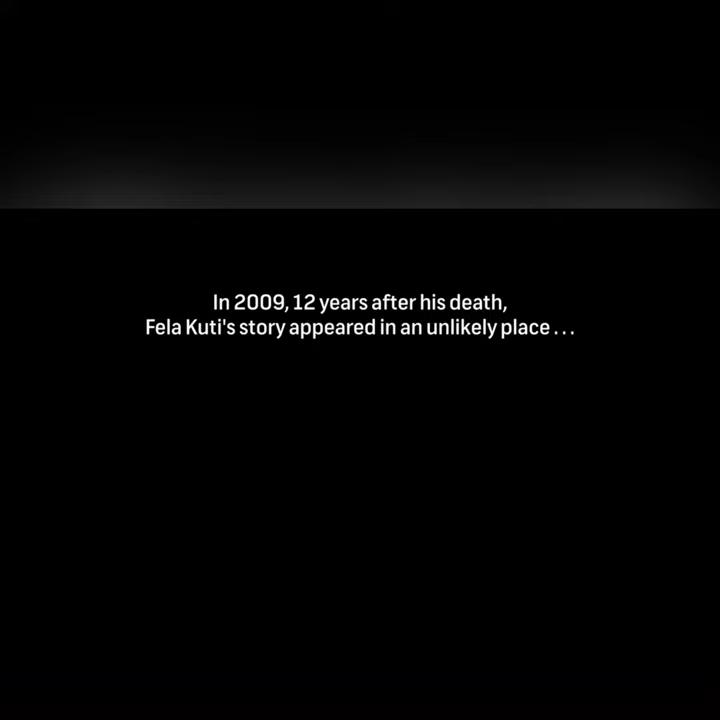 In 2009, 12 years after his death,
Fela Kuti's story appeared in an unlikely place . . .